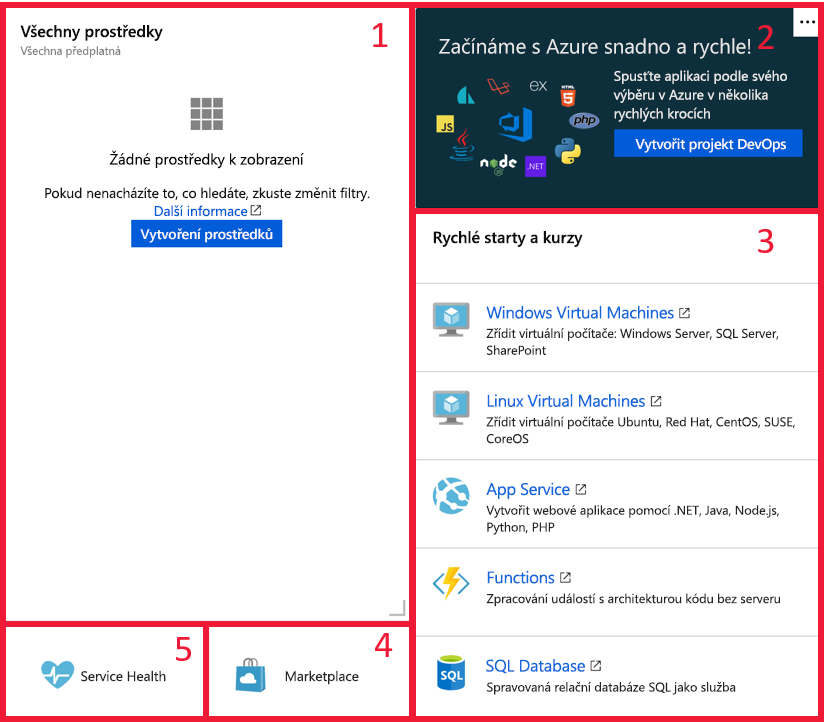 Všechny prostředky
1
Všechna předplatná
Žádné prostředky k zobrazení
Pokud nenacházíte to, co hledáte, zkuste změnit filtry.
Další informace
Vytvoření prostředků
...
Začínáme s Azure snadno a rychle!
2
Spusťte aplikaci podle svého
výběru v Azure v několika
rychlých krocích
Vytvořit projekt DevOps
ex
HTML
5
JS
php
node
.NET
Rychlé starty a kurzy
3
Windows Virtual Machines
Zřídit virtuální počítače: Windows Server, SQL Server,
SharePoint
Linux Virtual Machines
Zřídit virtuální počítače Ubuntu, Red Hat, CentOS, SUSE,
CoreOS
App Service
Vytvořit webové aplikace pomocí .NET, Java, Node.js,
Python, PHP
Functions
Zpracování událostí s architekturou kódu bez serveru
SQL
SQL Database
Spravovaná relační databáze SQL jako služba
5
Service Health
4
Marketplace